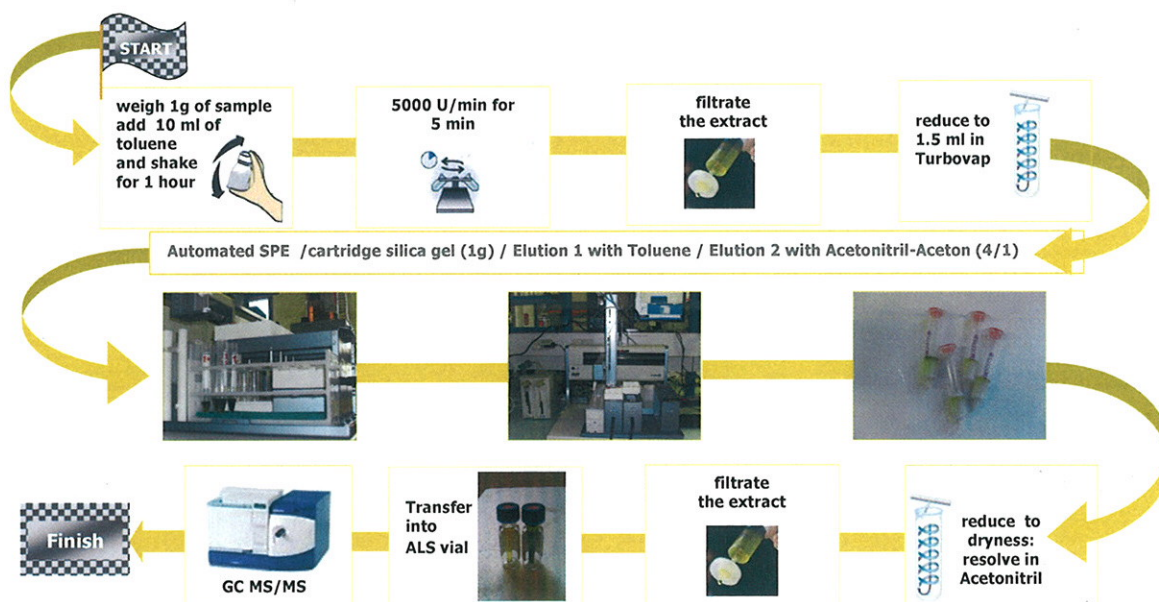 START
weigh 1g of sample
add 10 ml of
toluene
and shake
for 1 hour
5000 U/min for
5 min
filtrate
the extract
reduce to
1.5 ml in
Turbovap
Automated SPE /cartridge silica gel (1g) / Elution 1 with Toluene / Elution 2 with Acetonitril-Aceton (4/1)
reduce to
dryness:
resolve in
Acetonitril
filtrate
the extract
Transfer
into
ALS vial
GC MS/MS
Finish